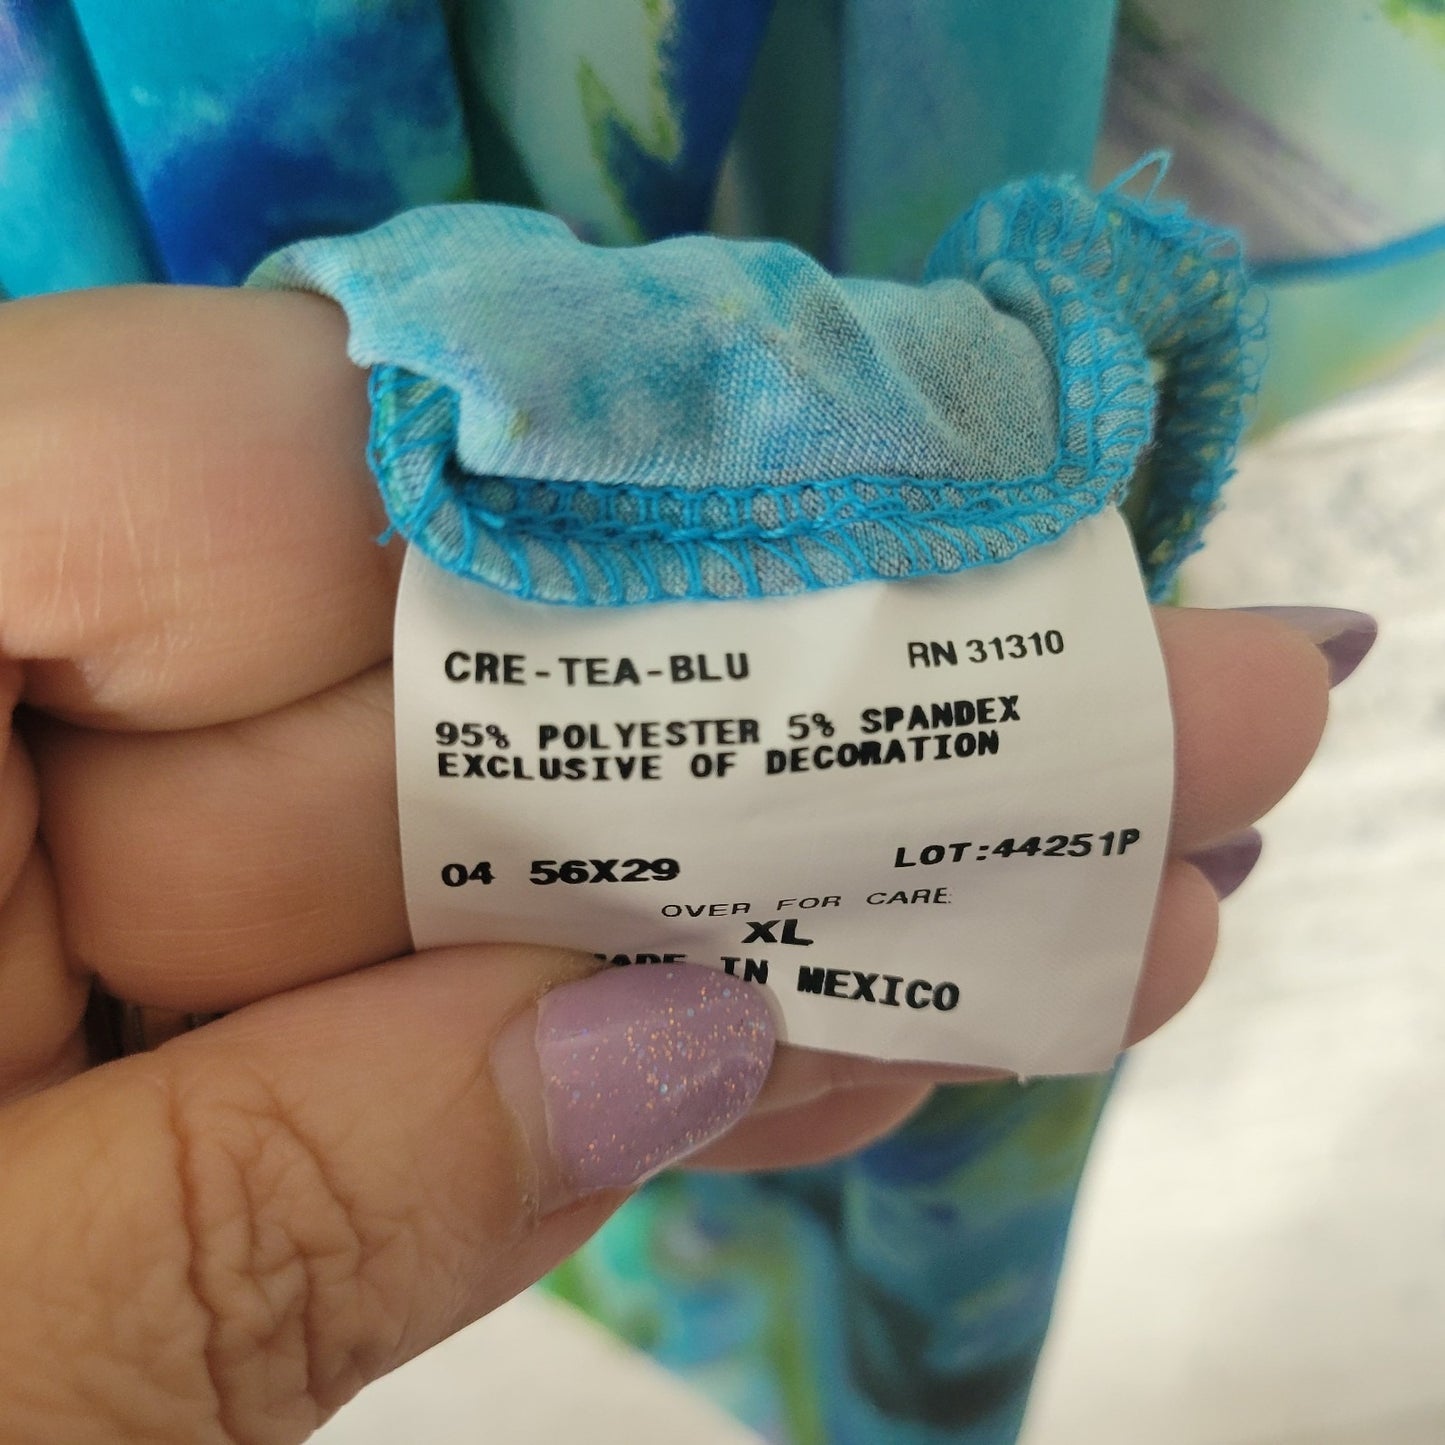 CRE-TEA-BLU RN 31310
95% POLYESTER 5% SPANDEX
EXCLUSIVE OF DECORATION
04 56X29 LOT:44251P
OVER FOR CARE
XL
MADE IN MEXICO